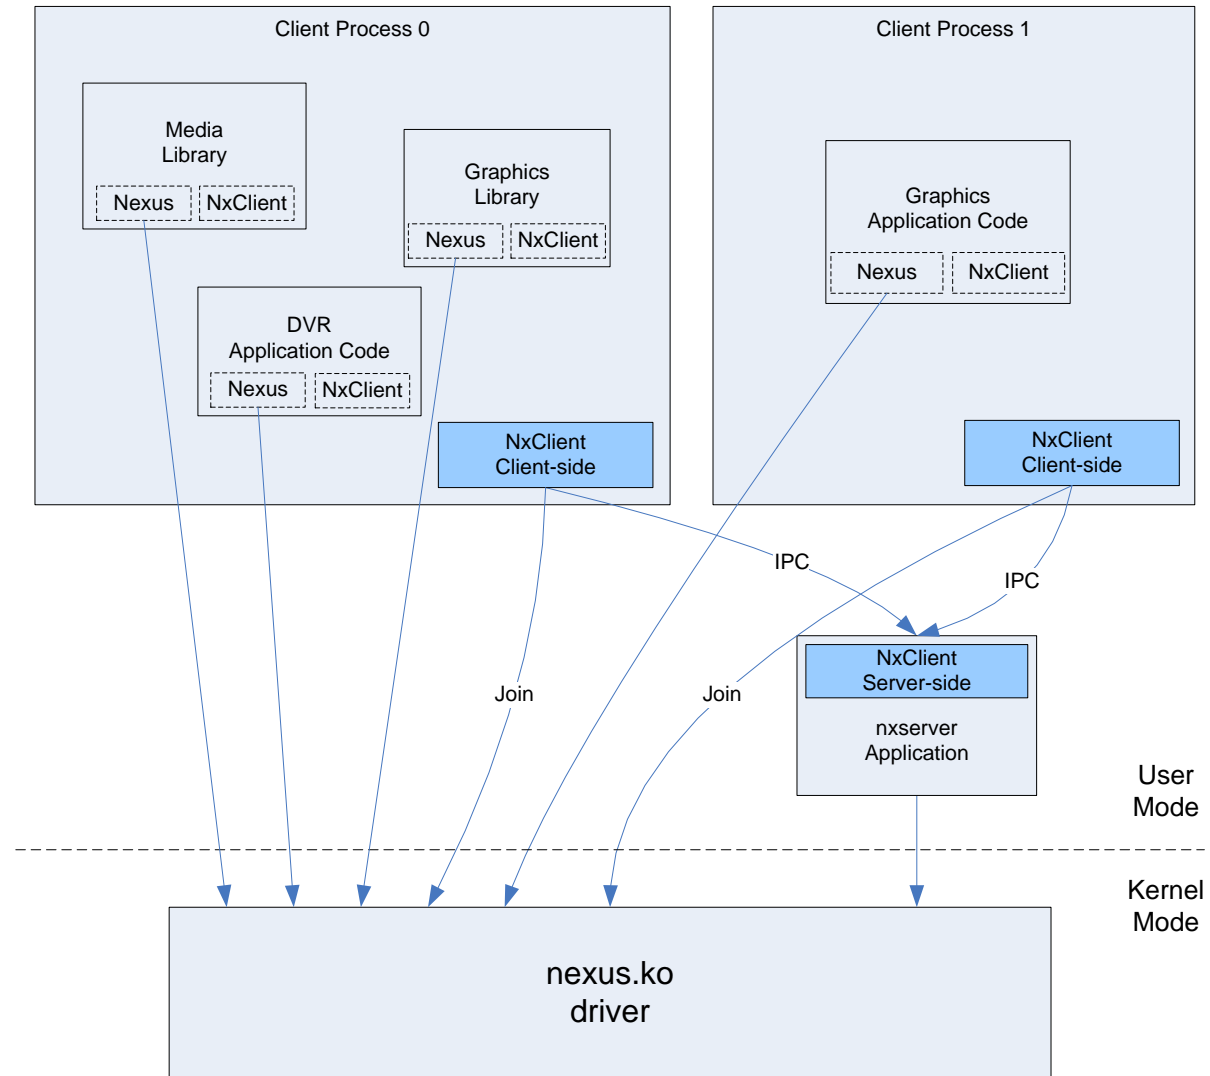 Client Process 0
Media
Library
Nexus
NxClient
Graphics
Library
Nexus
NxClient
DVR
Application Code
Nexus
NxClient
NxClient
Client-side
Client Process 1
Graphics
Application Code
Nexus
NxClient
NxClient
Client-side
IPC
IPC
Join
Join
NxClient
Server-side
nxserver
Application
User
Mode
Kernel
Mode
nexus.ko
driver